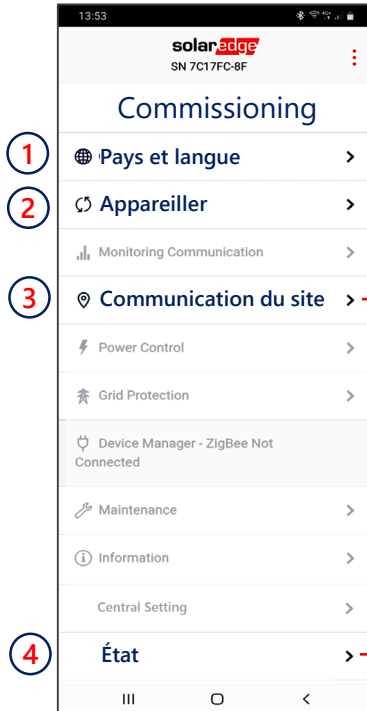 13:53
solaredge
SN 7C17FC-8F
Commissioning
1
Pays et langue
2
Appareiller
Monitoring Communication
3
Communication du site
Power Control
Grid Protection
Device Manager - ZigBee Not
Connected
Maintenance
Information
Central Setting
4
État